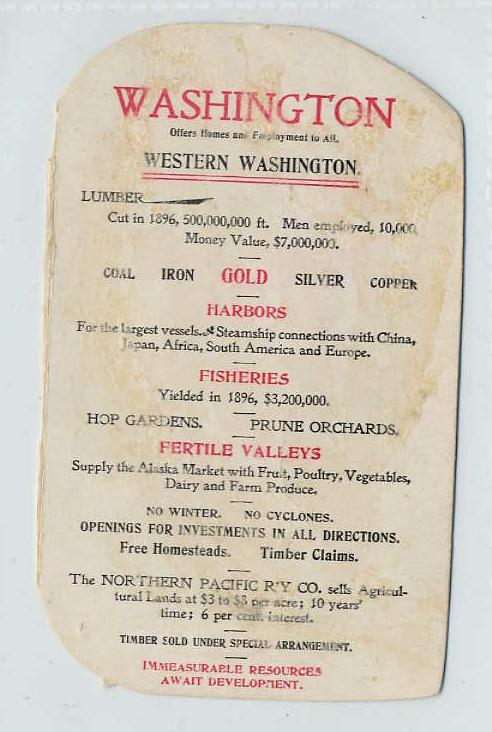 WASHINGTON
Offers Homes and Employment to All.
WESTERN WASHINGTON.
LUMBER
Cut in 1896, 500,000,000 ft. Men employed, 10,000.
Money Value, $7,000,000.
COAL IRON GOLD SILVER COPPER
HARBORS
For the largest vessels. Steamship connections with China,
Japan, Africa, South America and Europe.
FISHERIES
Yielded in 1896, $3,200,000.
HOP GARDENS. PRUNE ORCHARDS.
FERTILE VALLEYS
Supply the Alaska Market with Fruit, Poultry, Vegetables,
Dairy and Farm Produce.
NO WINTER. NO CYCLONES.
OPENINGS FOR INVESTMENTS IN ALL DIRECTIONS.
Free Homesteads. Timber Claims.
The NORTHERN PACIFIC R'Y CO. sells Agricul-
tural Lands at $3 to $8 per acre; 10 years'
time; 6 per cent. interest.
TIMBER SOLD UNDER SPECIAL ARRANGEMENT.
IMMEASURABLE RESOURCES
AWAIT DEVELOPMENT.